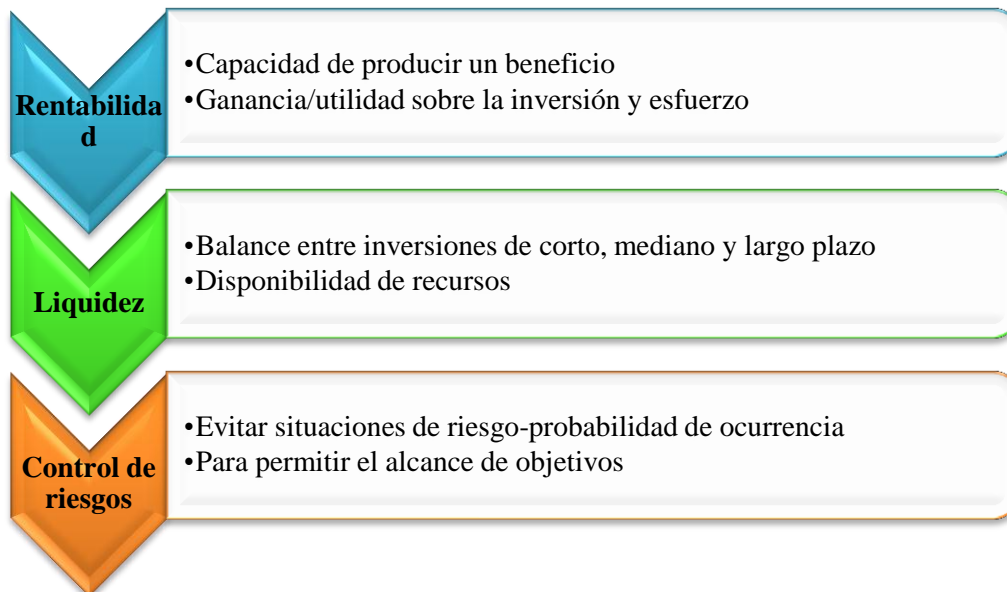 Rentabilida
d
•Capacidad de producir un beneficio
•Ganancia/utilidad sobre la inversión y esfuerzo
Liquidez
•Balance entre inversiones de corto, mediano y largo plazo
•Disponibilidad de recursos
Control de
riesgos
•Evitar situaciones de riesgo-probabilidad de ocurrencia
•Para permitir el alcance de objetivos